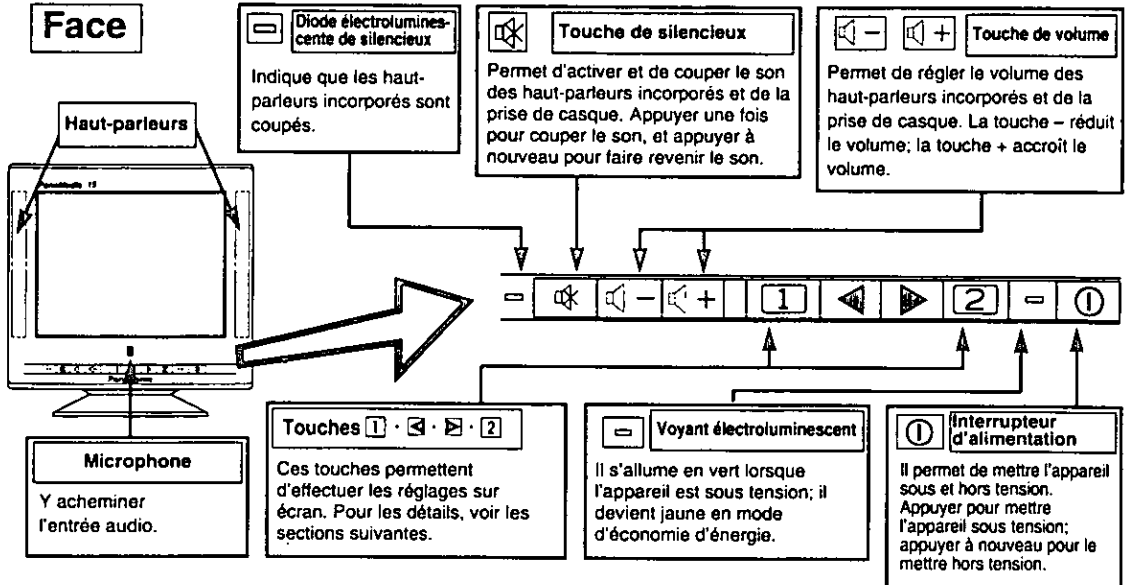 Face
Diode électrolumines-
cente de silencieux
Indique que les haut-
parleurs incorporés sont
coupés.
Touche de silencieux
Permet d'activer et de couper le son
des haut-parleurs incorporés et de la
prise de casque. Appuyer une fois
pour couper le son, et appuyer à
nouveau pour faire revenir le son.
− +
Touche de volume
Permet de régler le volume des
haut-parleurs incorporés et de la
prise de casque. La touche – réduit
le volume; la touche + accroît le
volume.
Haut-parleurs
− + 1 ◀ ▶ 2
Microphone
Y acheminer
l'entrée audio.
Touches 1 · ◀ · ▶ · 2
Ces touches permettent
d'effectuer les réglages sur
écran. Pour les détails, voir les
sections suivantes.
Voyant électroluminescent
Il s'allume en vert lorsque
l'appareil est sous tension; il
devient jaune en mode
d'économie d'énergie.
Interrupteur
d'alimentation
Il permet de mettre l'appareil
sous et hors tension.
Appuyer pour mettre
l'appareil sous tension;
appuyer à nouveau pour le
mettre hors tension.